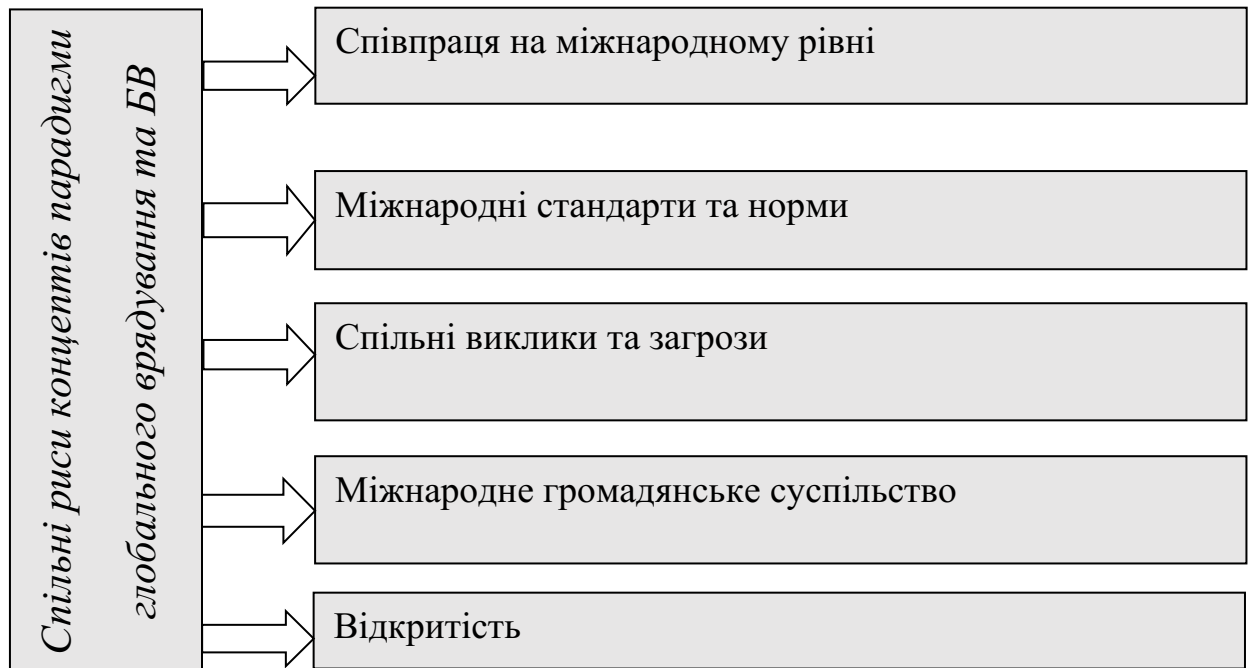 Спільні риси концептів парадигми
глобального врядування та БВ
Співпраця на міжнародному рівні
Міжнародні стандарти та норми
Спільні виклики та загрози
Міжнародне громадянське суспільство
Відкритість